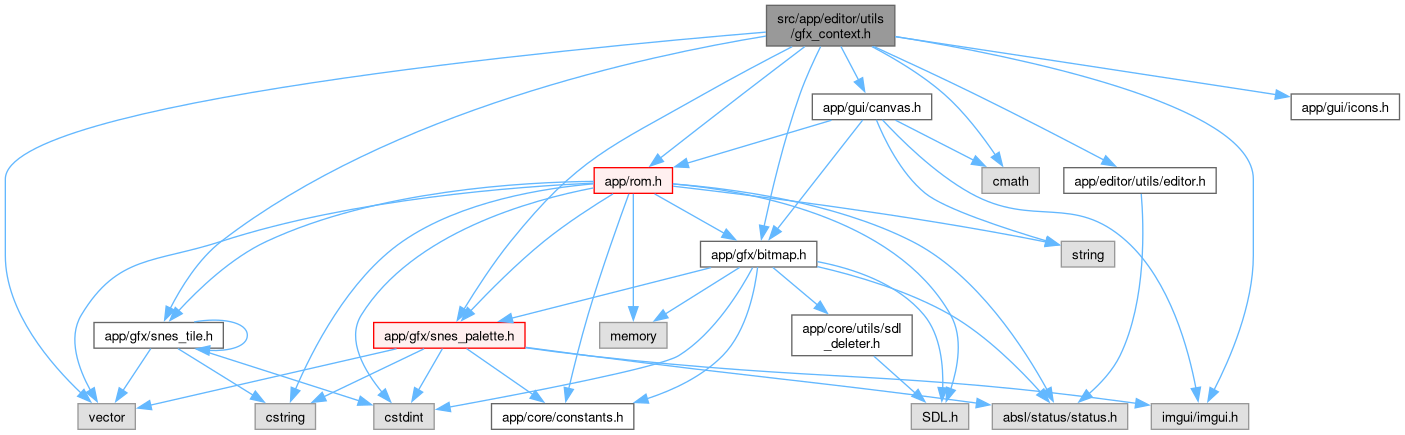 src/app/editor/utils
/gfx_context.h
app/gui/canvas.h
app/gui/icons.h
app/rom.h
cmath
app/editor/utils/editor.h
app/gfx/bitmap.h
string
app/gfx/snes_tile.h
app/gfx/snes_palette.h
memory
app/core/utils/sdl
_deleter.h
vector
cstring
cstdint
app/core/constants.h
SDL.h
absl/status/status.h
imgui/imgui.h